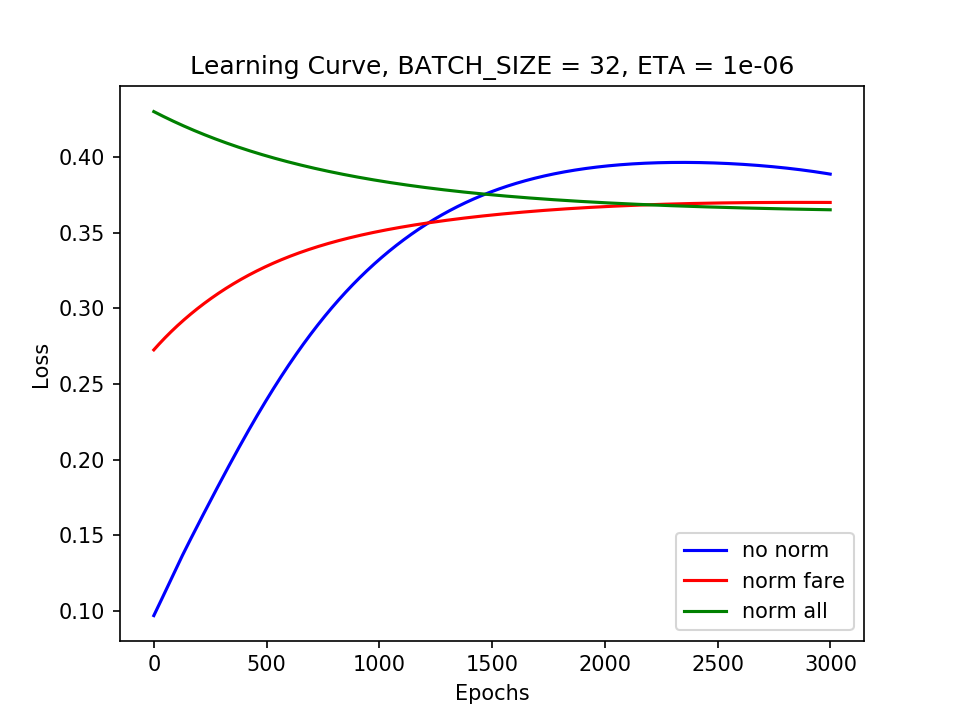 Learning Curve, BATCH_SIZE = 32, ETA = 1e-06
0.40
0.35
0.30
0.25
0.20
0.15
0.10
Loss
no norm
norm fare
norm all
0 500 1000 1500 2000 2500 3000
Epochs